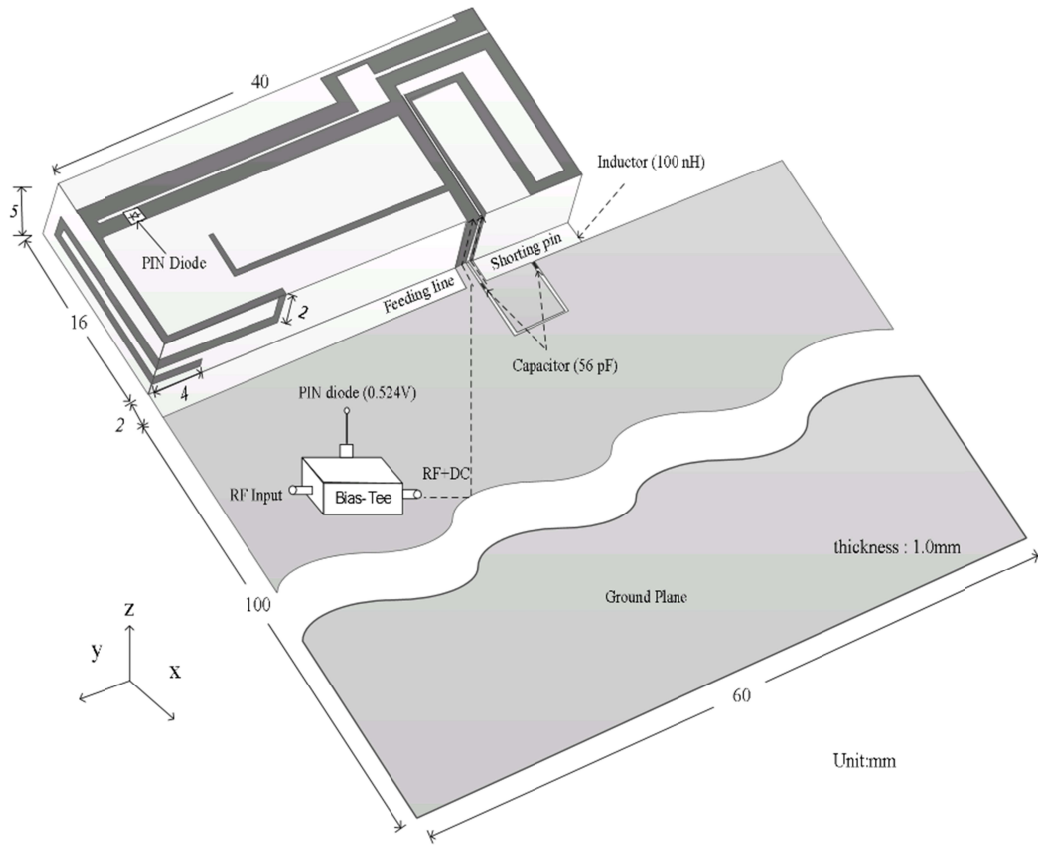 40
Inductor (100 nH)
5
PIN Diode
Shorting pin
Feeding line
2
16
4
Capacitor (56 pF)
2
PIN diode (0.524V)
RF+DC
RF Input
Bias-Tee
thickness : 1.0mm
100
Ground Plane
z
y
x
60
Unit:mm